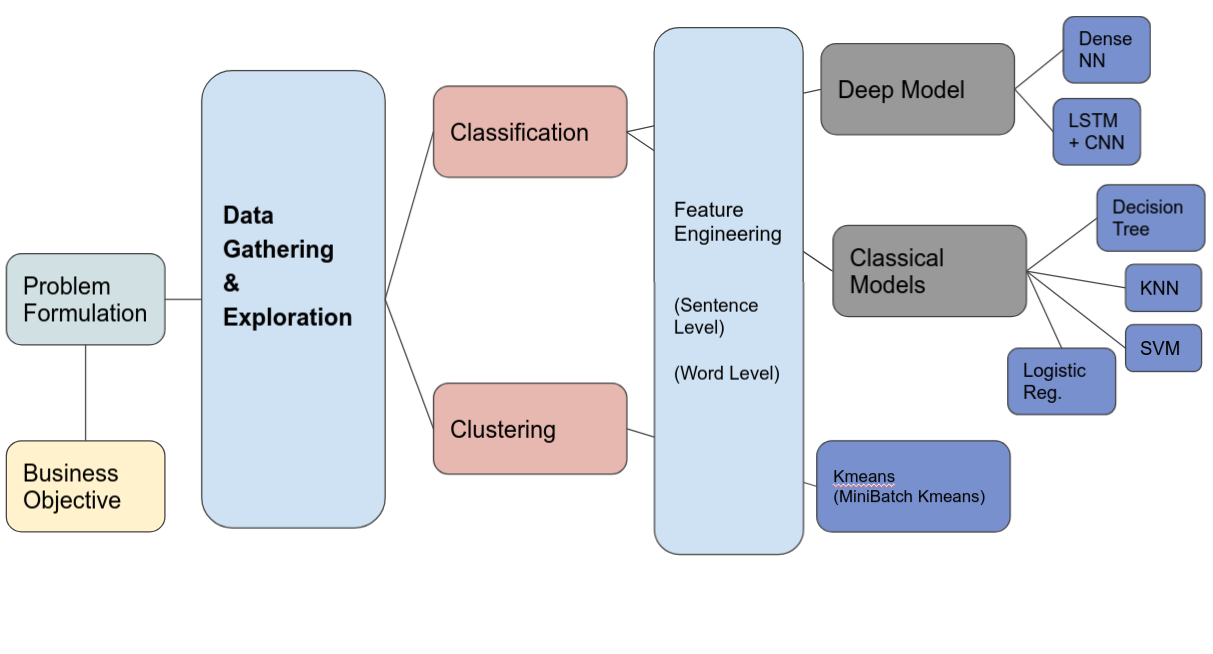 Problem
Formulation
Business
Objective
Data
Gathering
&
Exploration
Classification
Clustering
Feature
Engineering
(Sentence
Level)
(Word Level)
Deep Model
Dense
NN
LSTM
+ CNN
Classical
Models
Decision
Tree
KNN
SVM
Logistic
Reg.
Kmeans
(MiniBatch Kmeans)